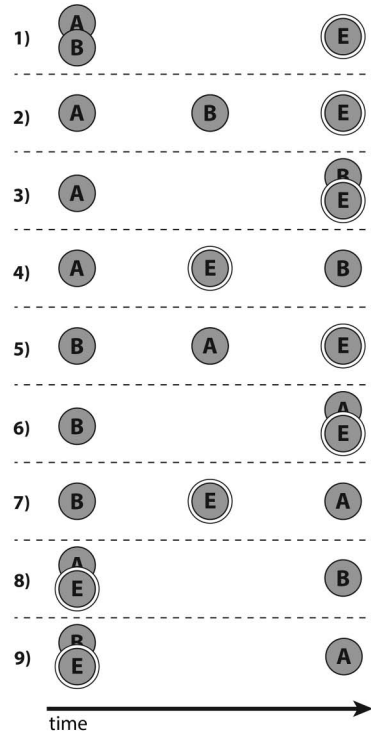 A
1) B E
2) A B E
B
3) A E
4) A E B
5) B A E
A
6) B E
7) B E A
A
8) E B
B
9) E A
time